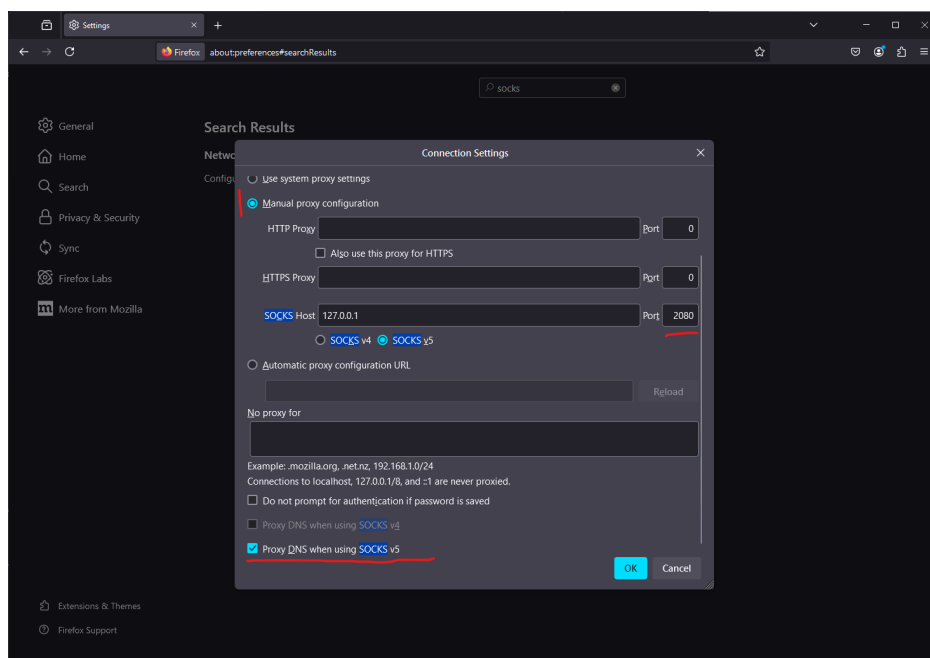 Settings
Firefox about:preferences#searchResults
socks
General
Search Results
Home
Netwo
Connection Settings
Configu
Use system proxy settings
Search
Manual proxy configuration
Privacy & Security
HTTP Proxy Port 0
Also use this proxy for HTTPS
Sync
HTTPS Proxy Port 0
Firefox Labs
More from Mozilla
SOCKS Host 127.0.0.1 Port 2080
SOCKS v4 SOCKS v5
Automatic proxy configuration URL
Reload
No proxy for
Example: .mozilla.org, .net.nz, 192.168.1.0/24
Connections to localhost, 127.0.0.1/8, and ::1 are never proxied.
Do not prompt for authentication if password is saved
Proxy DNS when using SOCKS v4
Proxy DNS when using SOCKS v5
OK Cancel
Extensions & Themes
Firefox Support